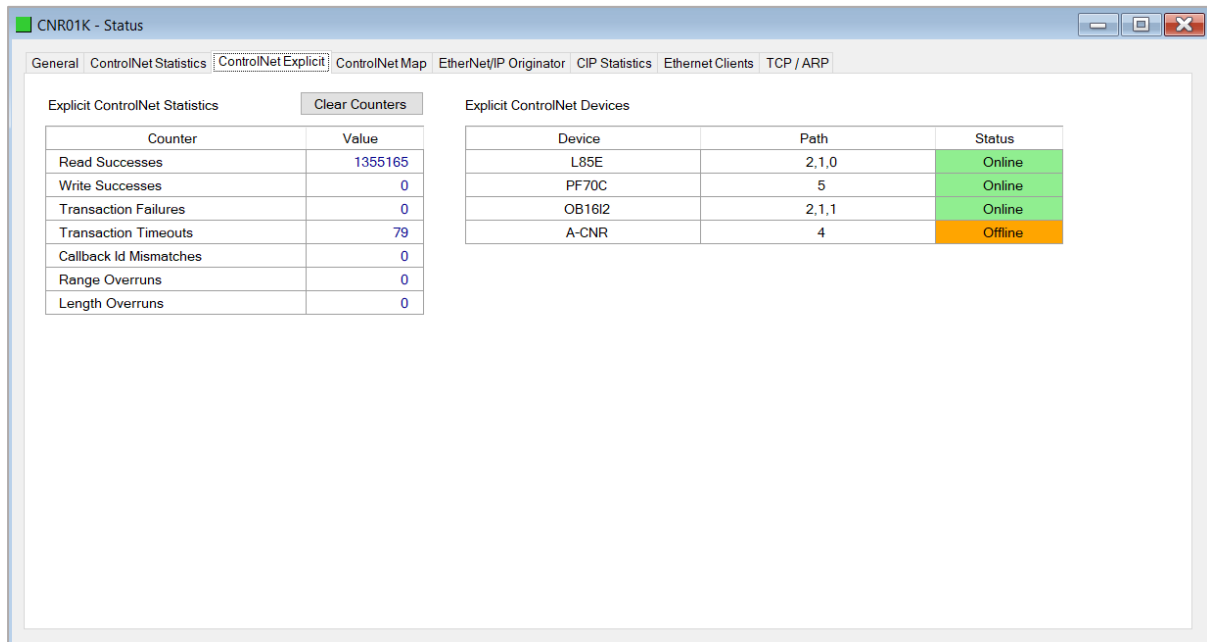 CNR01K - Status
General ControlNet Statistics ControlNet Explicit ControlNet Map EtherNet/IP Originator CIP Statistics Ethernet Clients TCP / ARP
Explicit ControlNet Statistics Clear Counters
Counter Value
Read Successes 1355165
Write Successes 0
Transaction Failures 0
Transaction Timeouts 79
Callback Id Mismatches 0
Range Overruns 0
Length Overruns 0
Explicit ControlNet Devices
Device Path Status
L85E 2,1,0 Online
PF70C 5 Online
OB16I2 2,1,1 Online
A-CNR 4 Offline